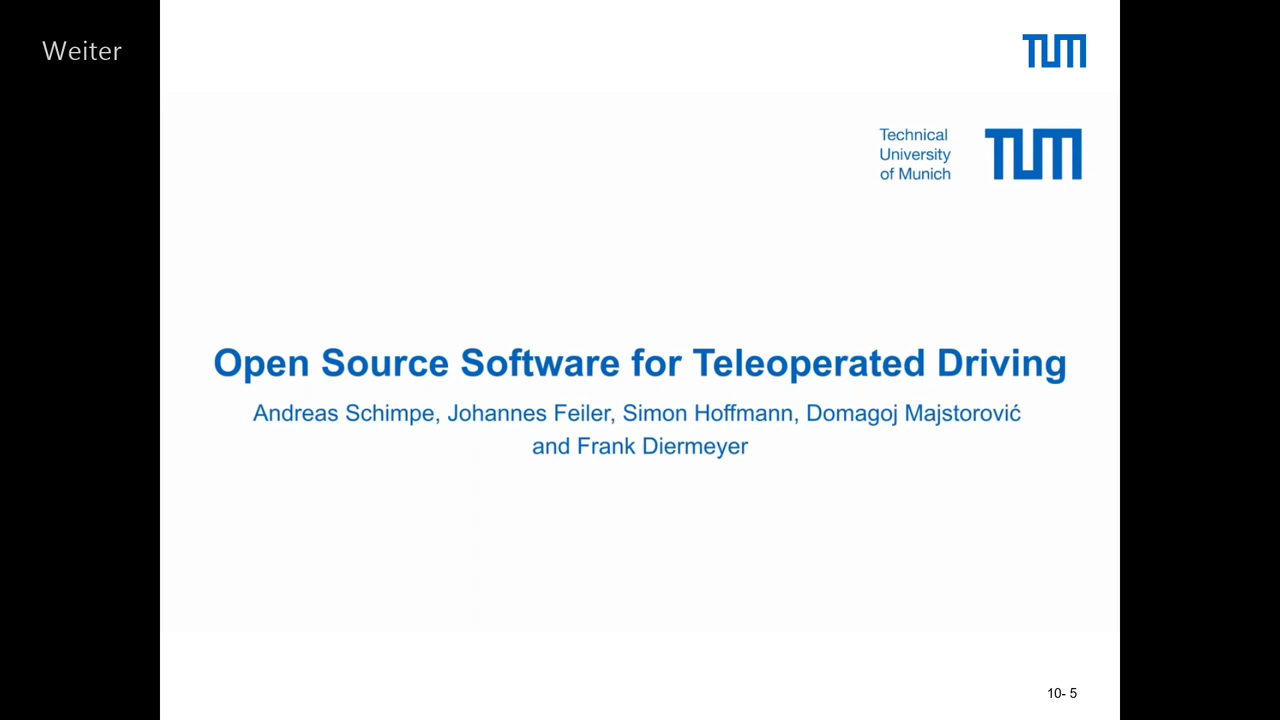 Weiter
TUM
Technical
University
of Munich
TUM
Open Source Software for Teleoperated Driving
Andreas Schimpe, Johannes Feiler, Simon Hoffmann, Domagoj Majstorović
and Frank Diermeyer
10- 5